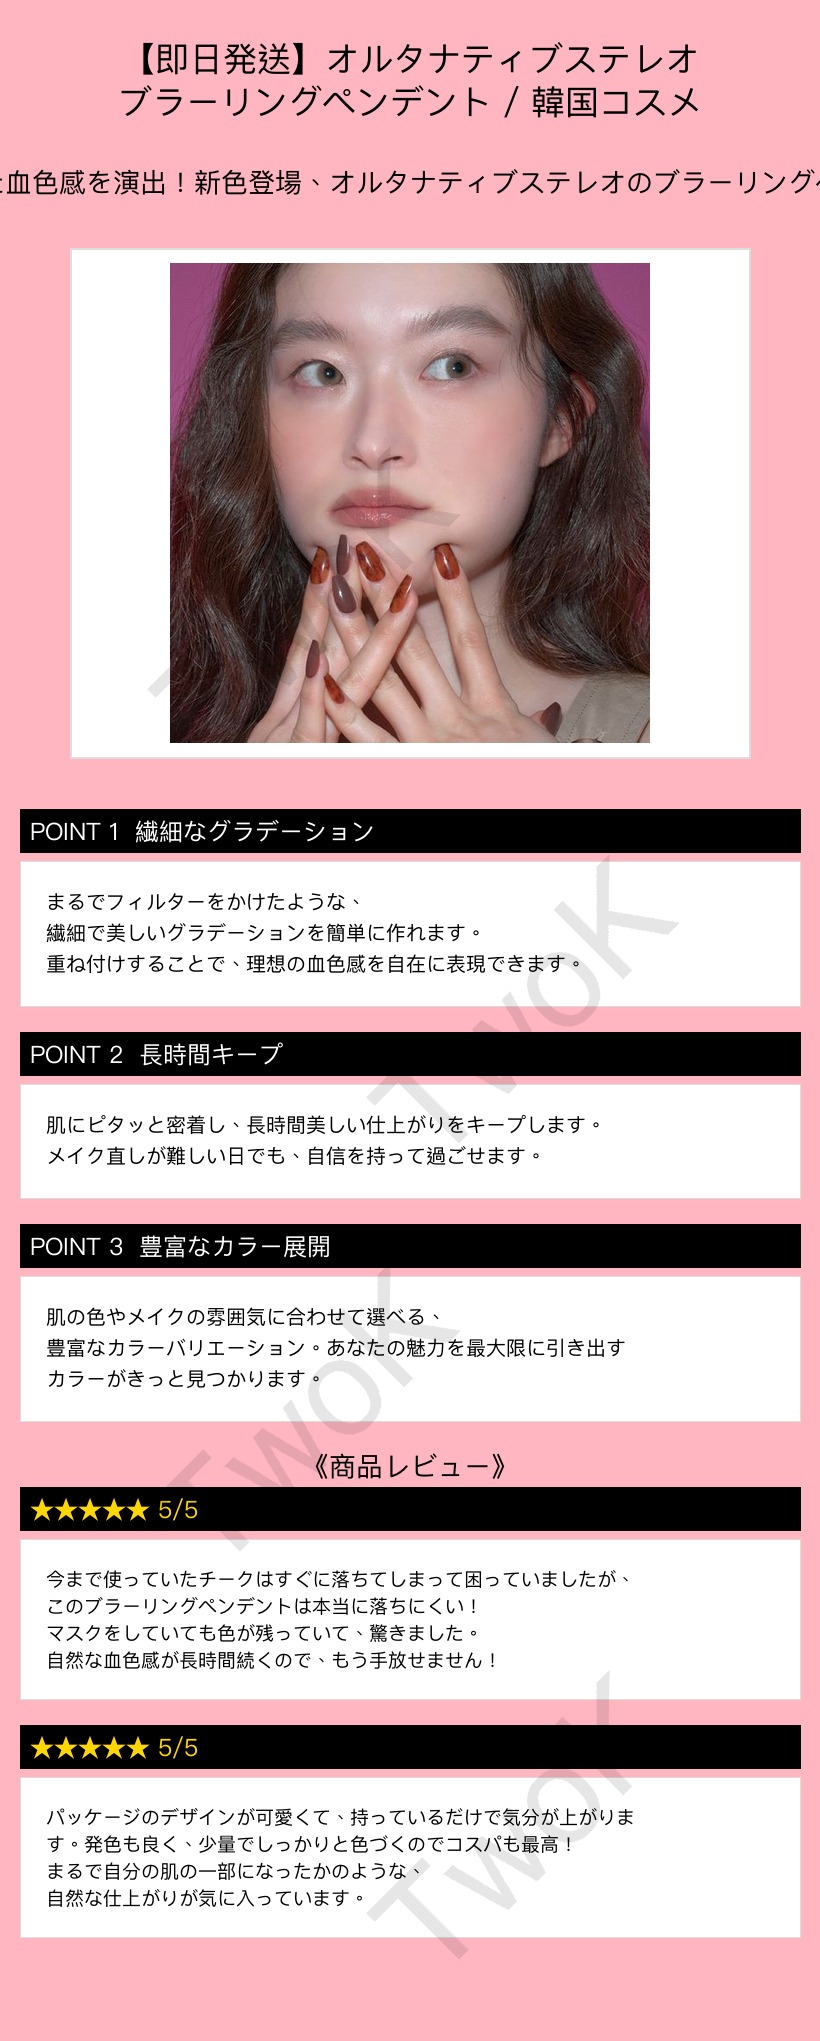 【即日発送】オルタナティブステレオ
ブラーリングペンデント / 韓国コスメ
血色感を演出！新色登場、オルタナティブステレオのブラーリング
POINT 1 繊細なグラデーション
まるでフィルターをかけたような、
繊細で美しいグラデーションを簡単に作れます。
重ね付けすることで、理想の血色感を自在に表現できます。
POINT 2 長時間キープ
肌にピタッと密着し、長時間美しい仕上がりをキープします。
メイク直しが難しい日でも、自信を持って過ごせます。
POINT 3 豊富なカラー展開
肌の色やメイクの雰囲気に合わせて選べる、
豊富なカラーバリエーション。あなたの魅力を最大限に引き出す
カラーがきっと見つかります。
《商品レビュー》
★★★★★ 5/5
今まで使っていたチークはすぐに落ちてしまって困っていましたが、
このブラーリングペンデントは本当に落ちにくい！
マスクをしていても色が残っていて、驚きました。
自然な血色感が長時間続くので、もう手放せません！
★★★★★ 5/5
パッケージのデザインが可愛くて、持っているだけで気分が上がりま
す。発色も良く、少量でしっかりと色づくのでコスパも最高！
まるで自分の肌の一部になったかのような、
自然な仕上がりが気に入っています。
TwoK
TwoK
TwoK
TwoK